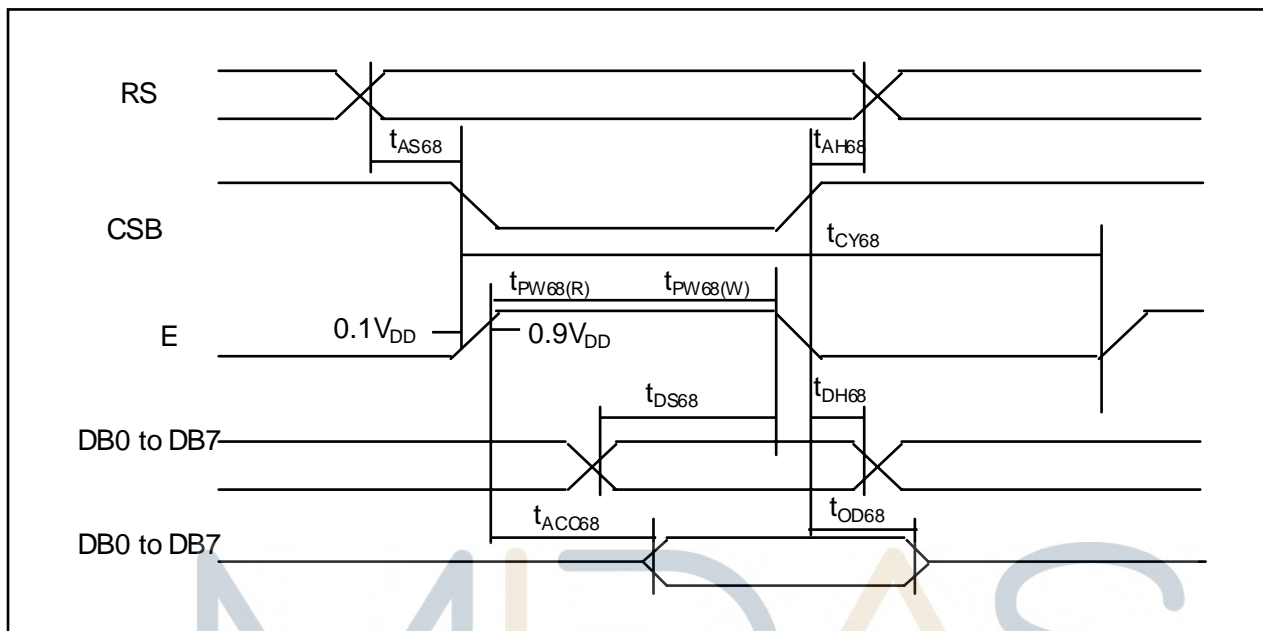 RS
tAS68
tAH68
CSB
tCY68
tPW68(R) tPW68(W)
0.1VDD
E
0.9VDD
tDS68
tDH68
DB0 to DB7
tACC68
tOD68
DB0 to DB7
MIDAS